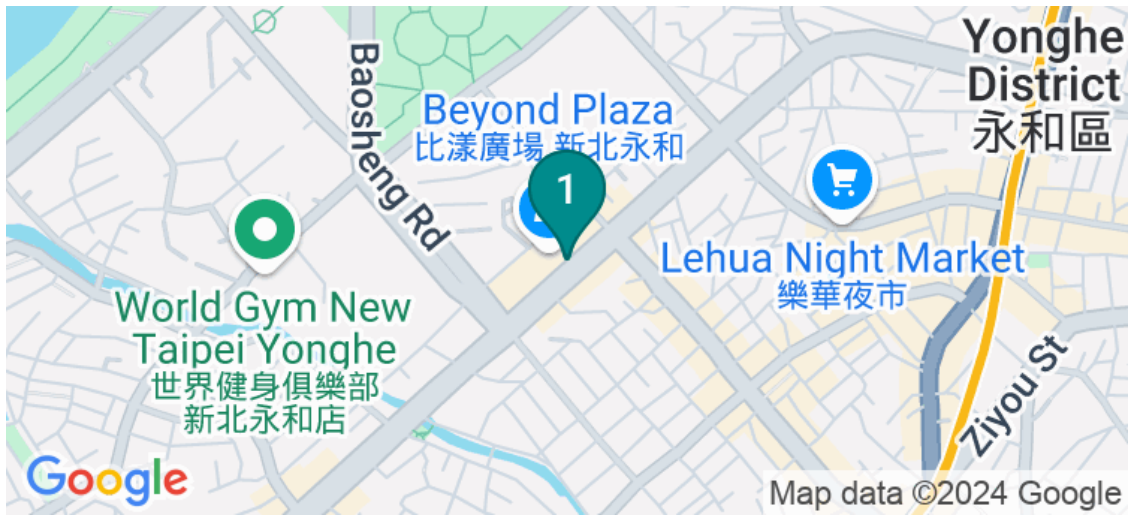 Yonghe
District
永和區
Baosheng Rd
Beyond Plaza
比漾廣場 新北永和
1
Lehua Night Market
樂華夜市
World Gym New
Taipei Yonghe
世界健身俱樂部
新北永和店
Ziyou St
Google
Map data ©2024 Google